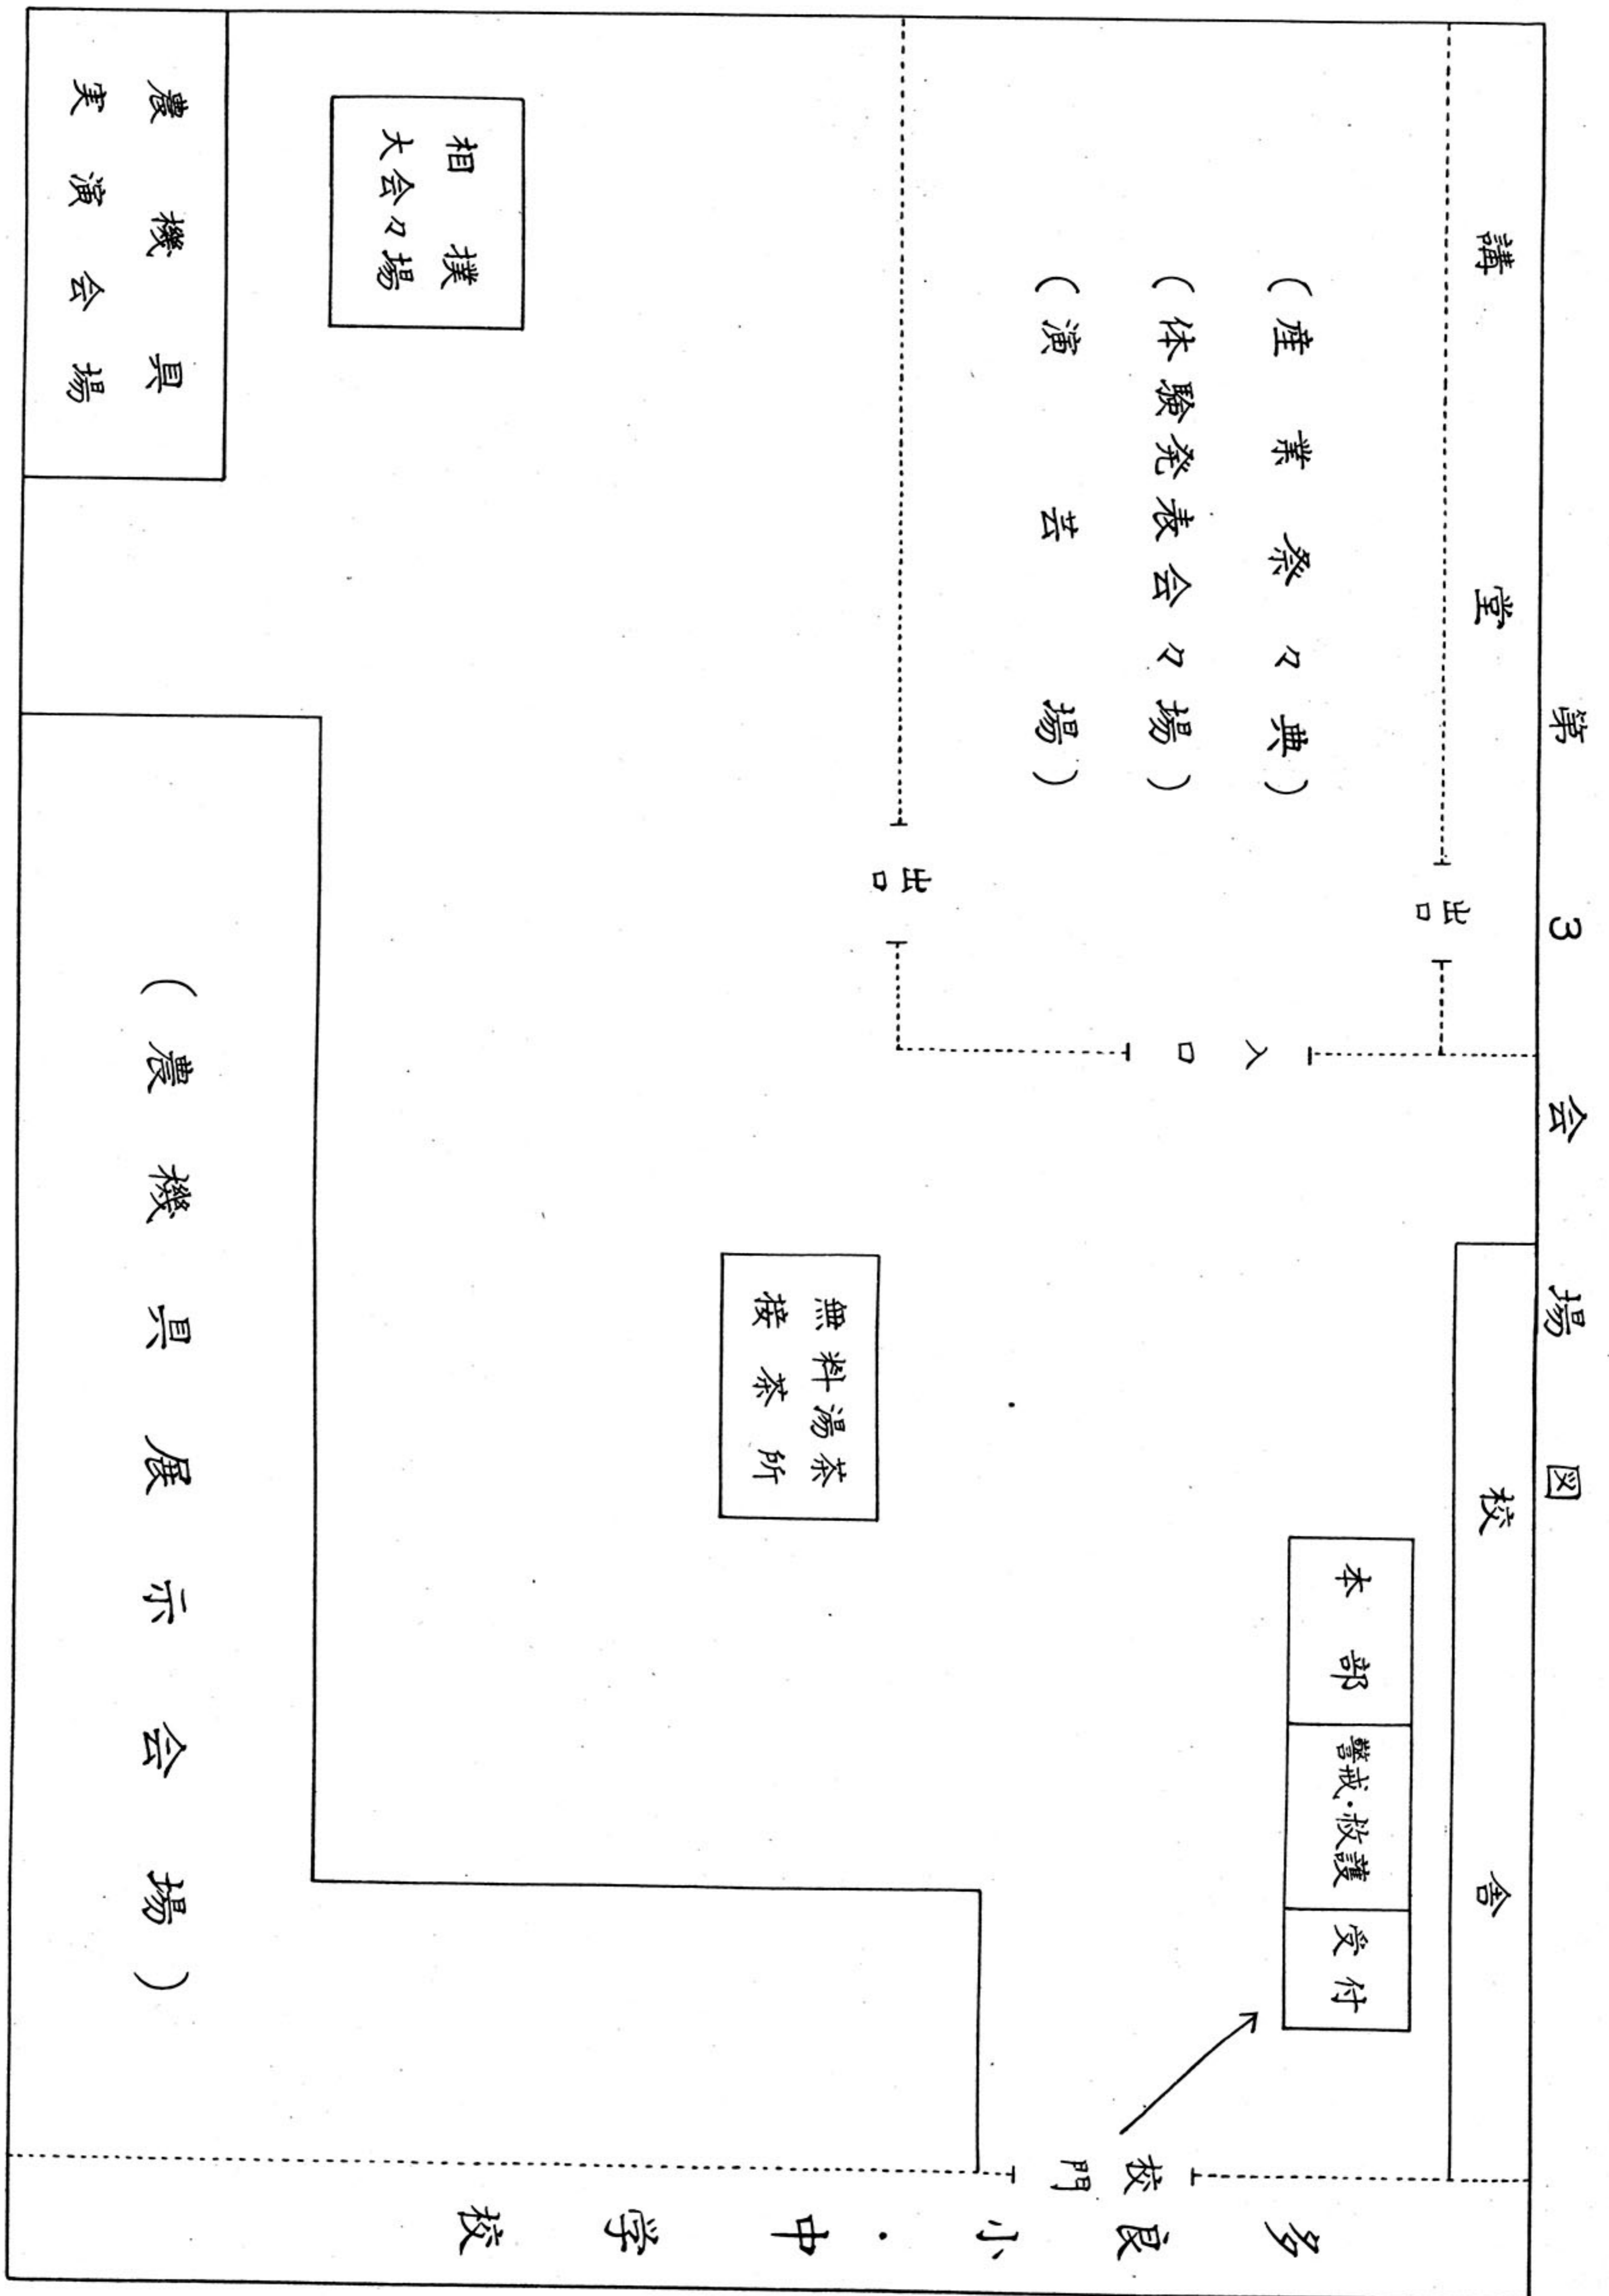 第3会場図
講堂
(産業祭々典)
(体験発表会々場)
(演芸場)
出口
出口
入口
校舎
本部
警戒・救護
受付
無料湯茶
接茶所
相撲
大会々場
農機具
実演会場
(農機具展示会場)
校門
多良小・中学校